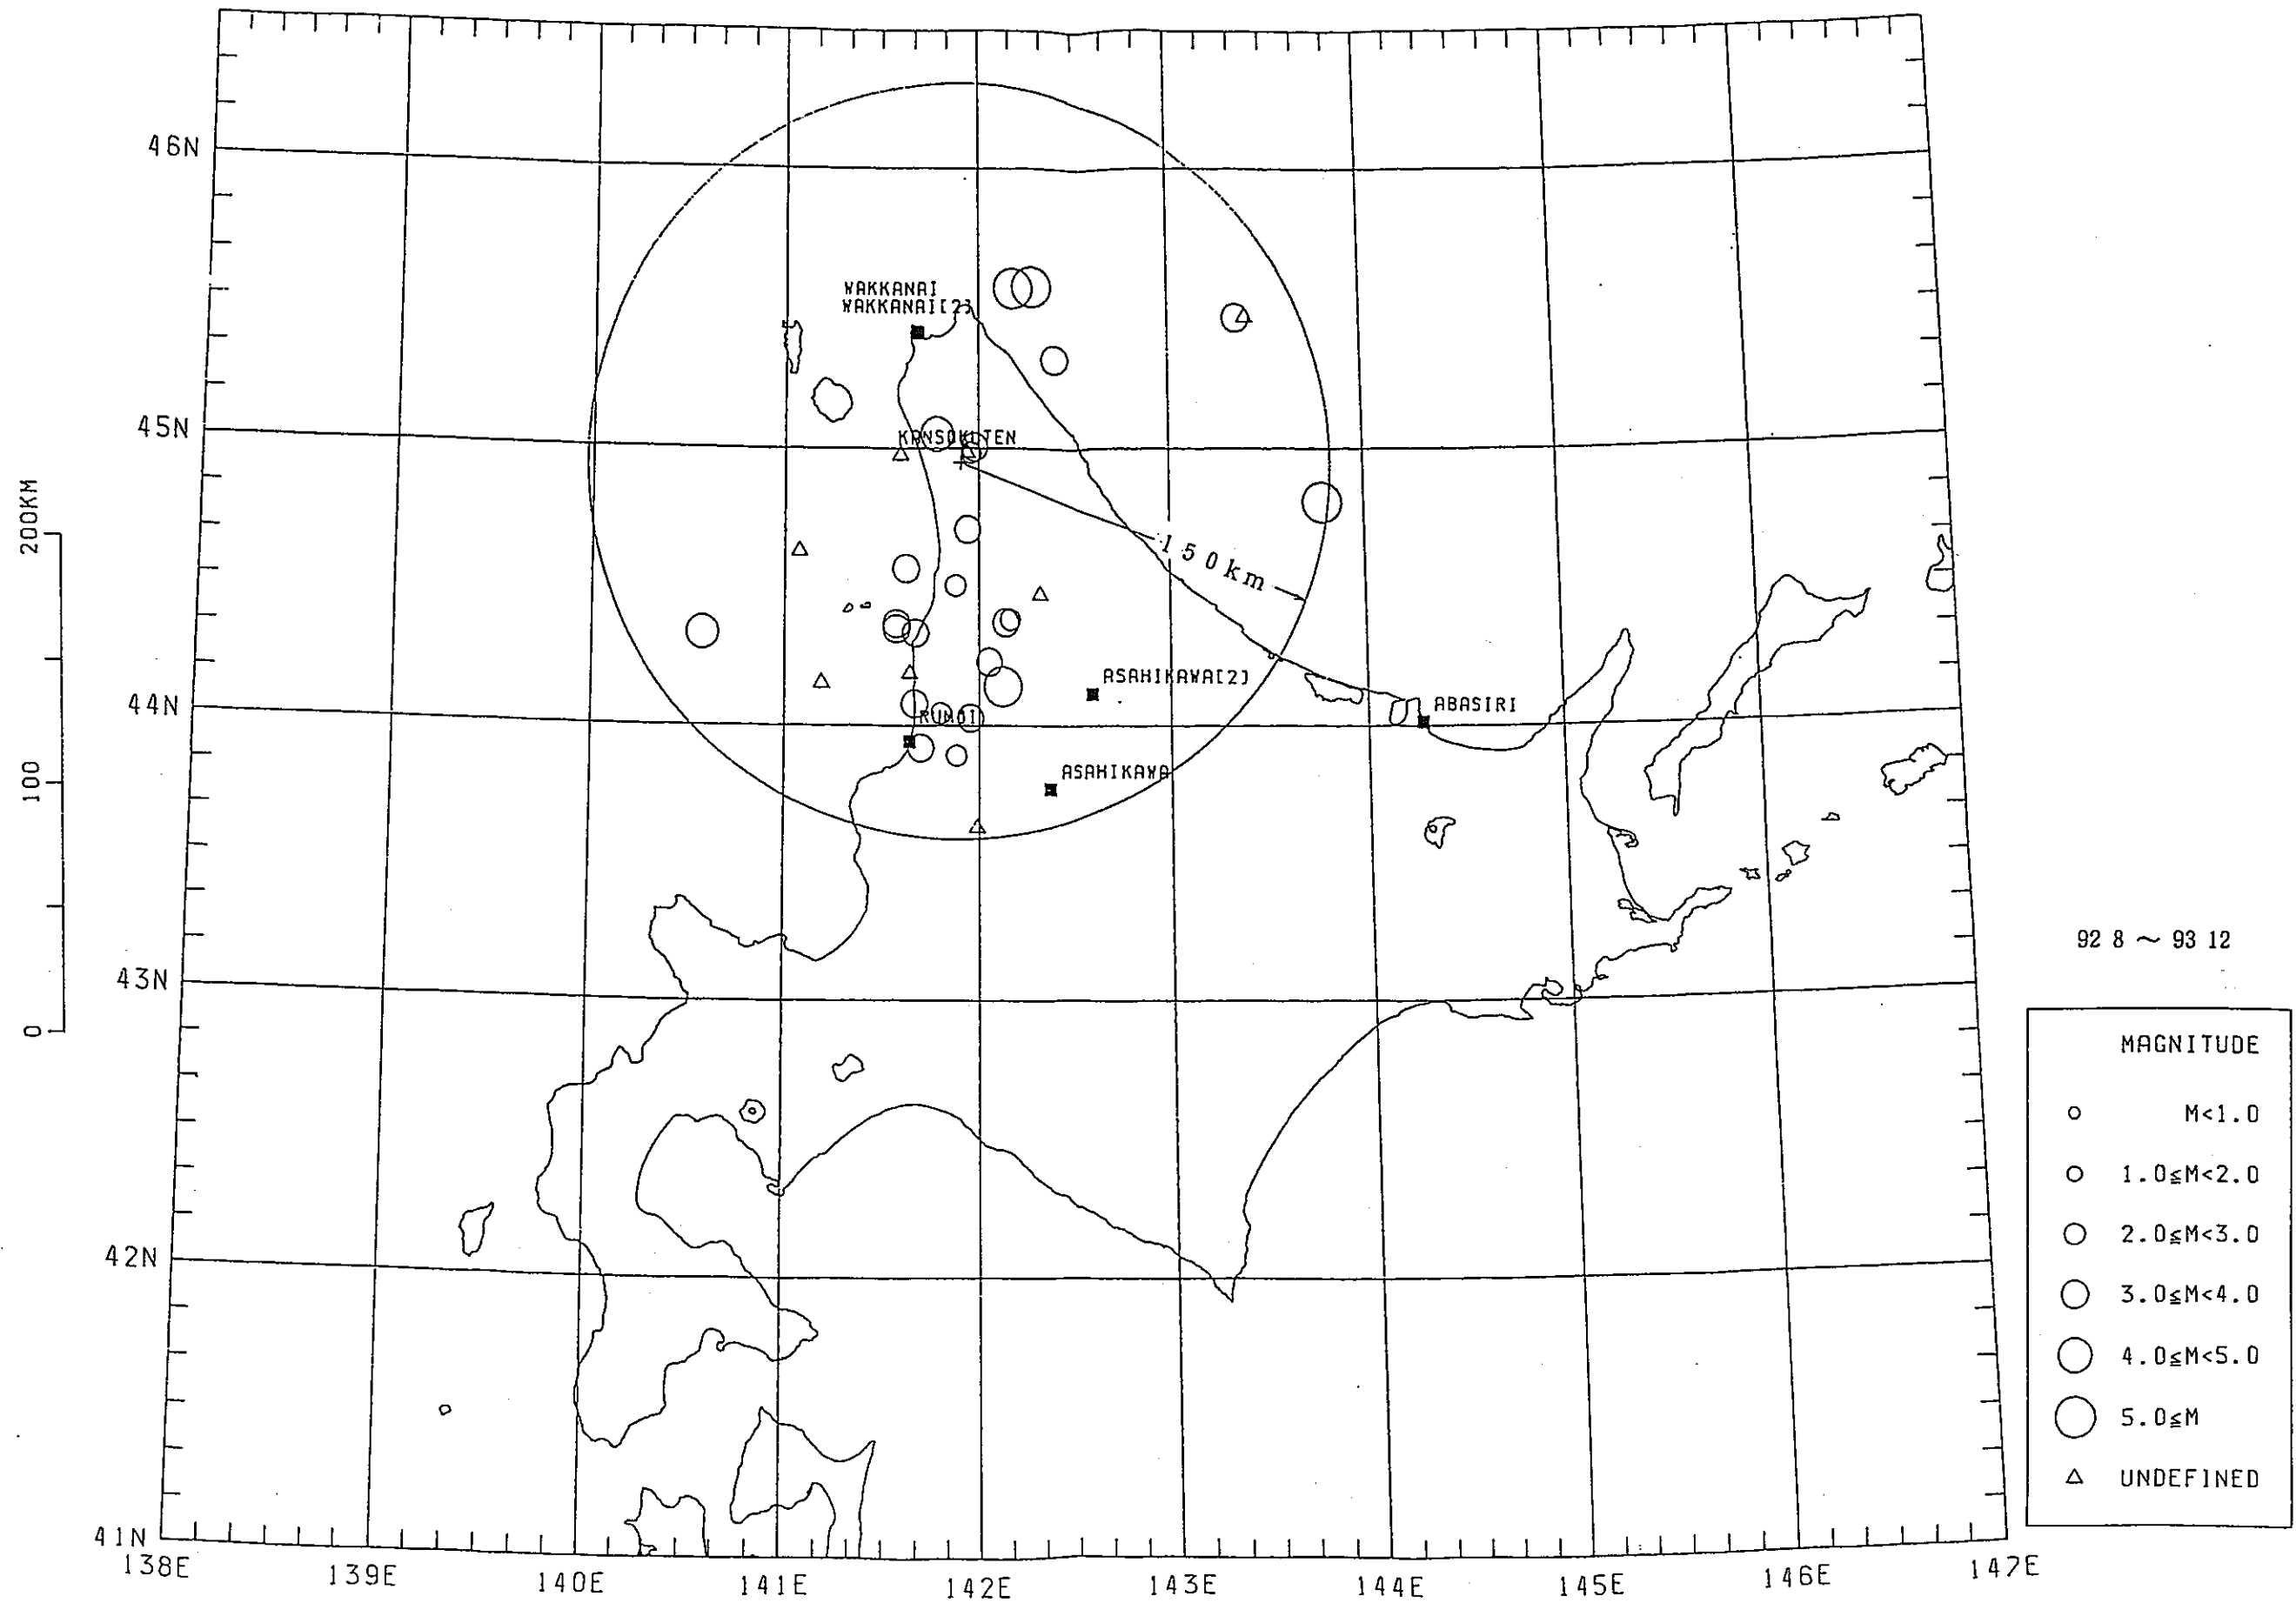 46N
WAKKANAI
WAKKANAI[2]
45N
KANSOKUTEN
200KM
150km
ASAHIKAWA[2]
44N
RUMOI
ABASIRI
100
ASAHIKAWA
92 8 ～ 93 12
43N
0
MAGNITUDE
M<1.0
1.0≦M<2.0
2.0≦M<3.0
42N
3.0≦M<4.0
4.0≦M<5.0
5.0≦M
UNDEFINED
41N
138E 139E 140E 141E 142E 143E 144E 145E 146E 147E